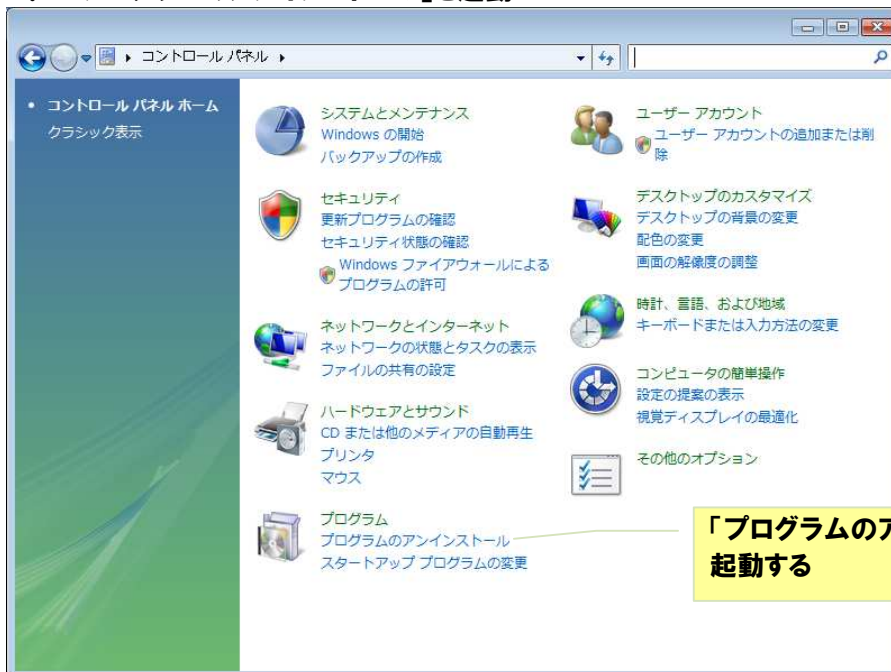 コントロール パネル
コントロール パネル ホーム
クラシック表示
システムとメンテナンス
Windows の開始
バックアップの作成
セキュリティ
更新プログラムの確認
セキュリティ状態の確認
Windows ファイアウォールによる
プログラムの許可
ネットワークとインターネット
ネットワークの状態とタスクの表示
ファイルの共有の設定
ハードウェアとサウンド
CD または他のメディアの自動再生
プリンタ
マウス
プログラム
プログラムのアンインストール
スタートアップ プログラムの変更
ユーザー アカウント
ユーザー アカウントの追加または削
除
デスクトップのカスタマイズ
デスクトップの背景の変更
配色の変更
画面の解像度の調整
時計、言語、および地域
キーボードまたは入力方法の変更
コンピュータの簡単操作
設定の提案の表示
視覚ディスプレイの最適化
その他のオプション
「プログラムのア
起動する